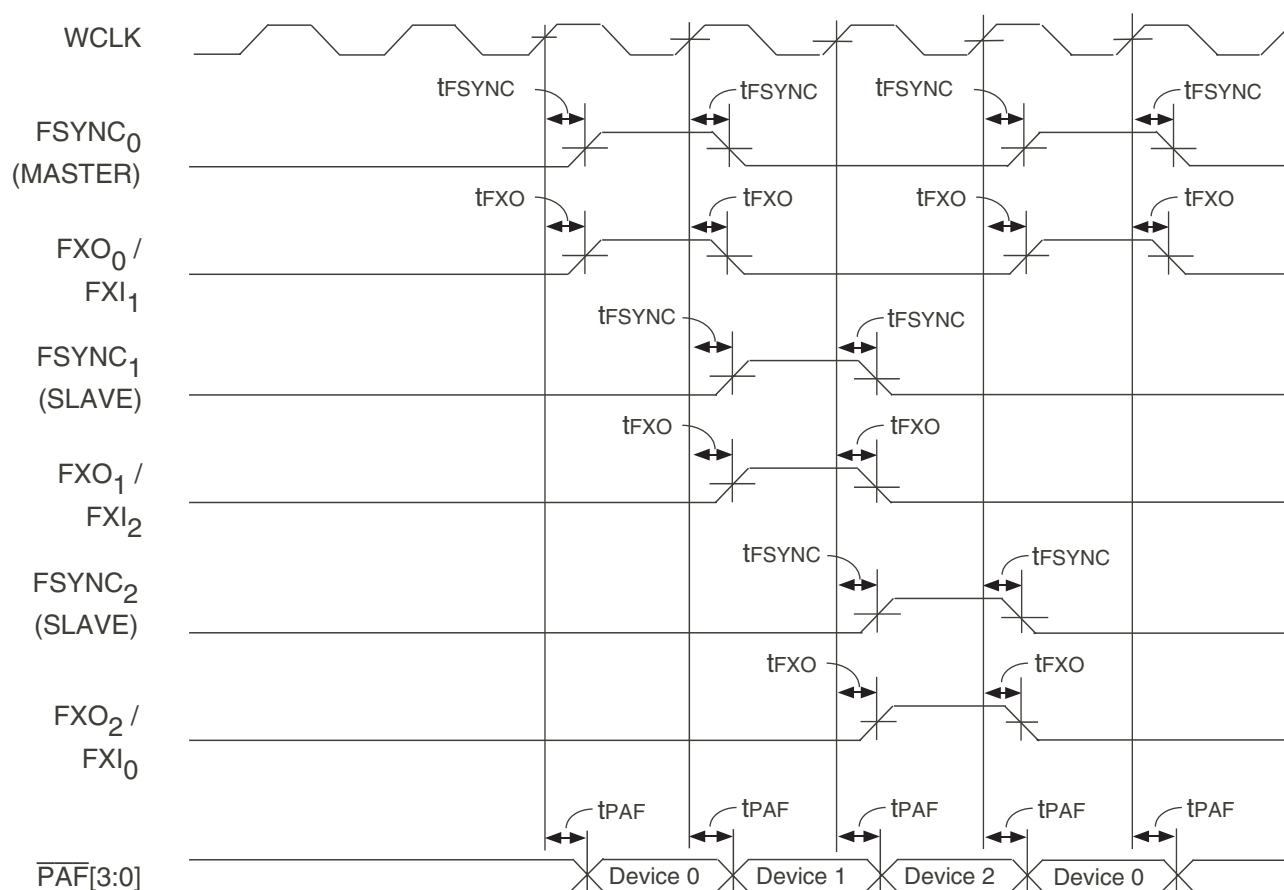 WCLK
tFSYNC tFSYNC tFSYNC tFSYNC
FSYNC0
(MASTER)
tFXO tFXO tFXO tFXO
FXO0 /
FXI1
tFSYNC tFSYNC
FSYNC1
(SLAVE)
tFXO tFXO
FXO1 /
FXI2
tFSYNC tFSYNC
FSYNC2
(SLAVE)
tFXO tFXO
FXO2 /
FXI0
tPAF tPAF tPAF tPAF tPAF
PAF[3:0] Device 0 Device 1 Device 2 Device 0